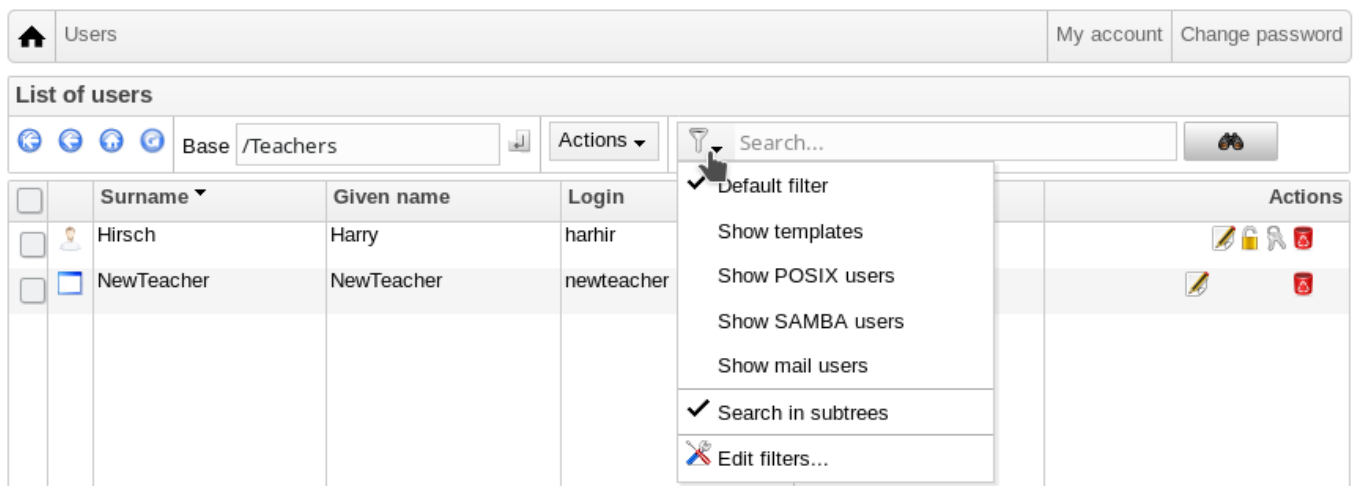 Users My account Change password
List of users
Base /Teachers Actions Search...
Surname Given name Login Actions
Hirsch Harry harhir
NewTeacher NewTeacher newteacher
Default filter
Show templates
Show POSIX users
Show SAMBA users
Show mail users
Search in subtrees
Edit filters...